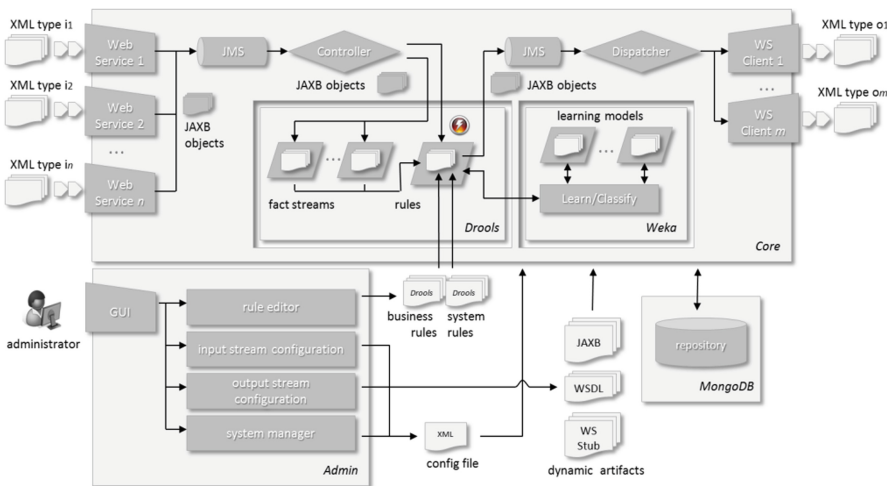 XML type i1
XML type i2
XML type in
Web
Service 1
Web
Service 2
...
Web
Service n
JAXB
objects
JMS
Controller
JAXB objects
JMS
Dispatcher
JAXB objects
WS
Client 1
...
WS
Client m
XML type o1
XML type om
...
fact streams
rules
Drools
learning models
...
Learn/Classify
Weka
Core
administrator
GUI
rule editor
input stream configuration
output stream
configuration
system manager
Admin
Drools
Drools
business
rules
system
rules
XML
config file
JAXB
WSDL
WS
Stub
dynamic artifacts
repository
MongoDB